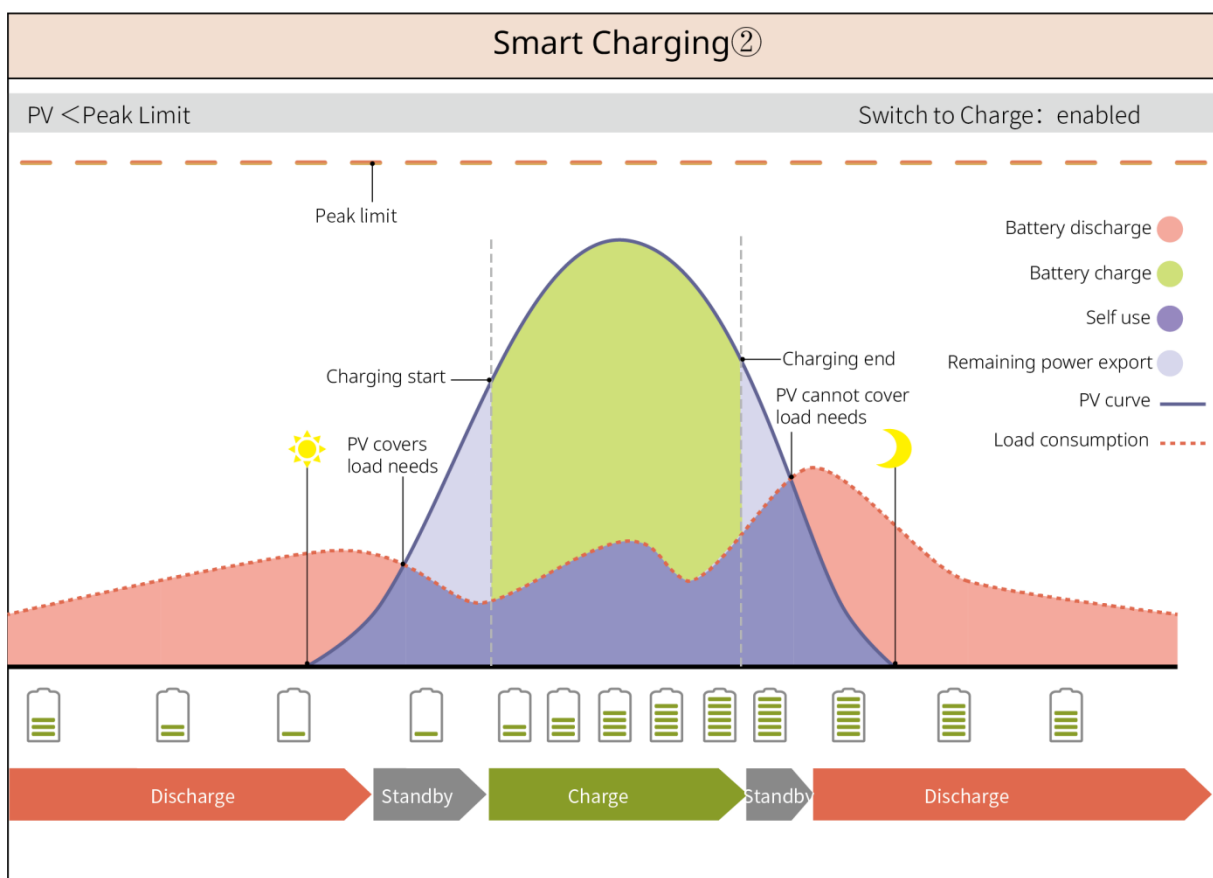 Smart Charging②
PV <Peak Limit
Switch to Charge: enabled
Peak limit
Battery discharge
Battery charge
Self use
Remaining power export
PV curve
Load consumption
Charging start
Charging end
PV covers
load needs
PV cannot cover
load needs
Discharge
Standby
Charge
Standby
Discharge